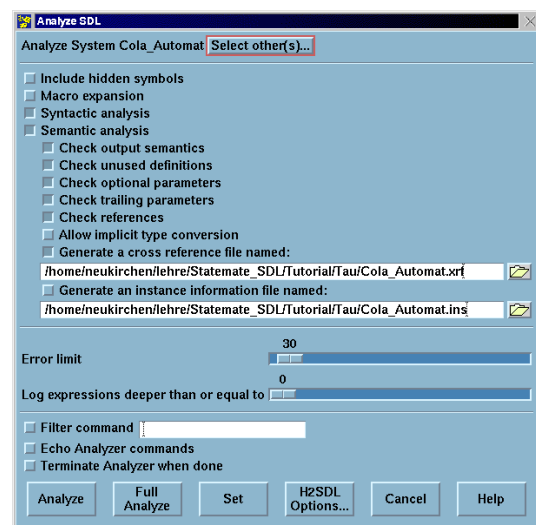 Analyze SDL
Analyze System Cola_Automat Select other(s)...
Include hidden symbols
Macro expansion
Syntactic analysis
Semantic analysis
Check output semantics
Check unused definitions
Check optional parameters
Check trailing parameters
Check references
Allow implicit type conversion
Generate a cross reference file named:
/home/neukirchen/lehre/Statemate_SDL/Tutorial/Tau/Cola_Automat.xrf
Generate an instance information file named:
/home/neukirchen/lehre/Statemate_SDL/Tutorial/Tau/Cola_Automat.ins
30
Error limit
0
Log expressions deeper than or equal to
Filter command
Echo Analyzer commands
Terminate Analyzer when done
Analyze
Full
Analyze
Set
H2SDL
Options...
Cancel
Help